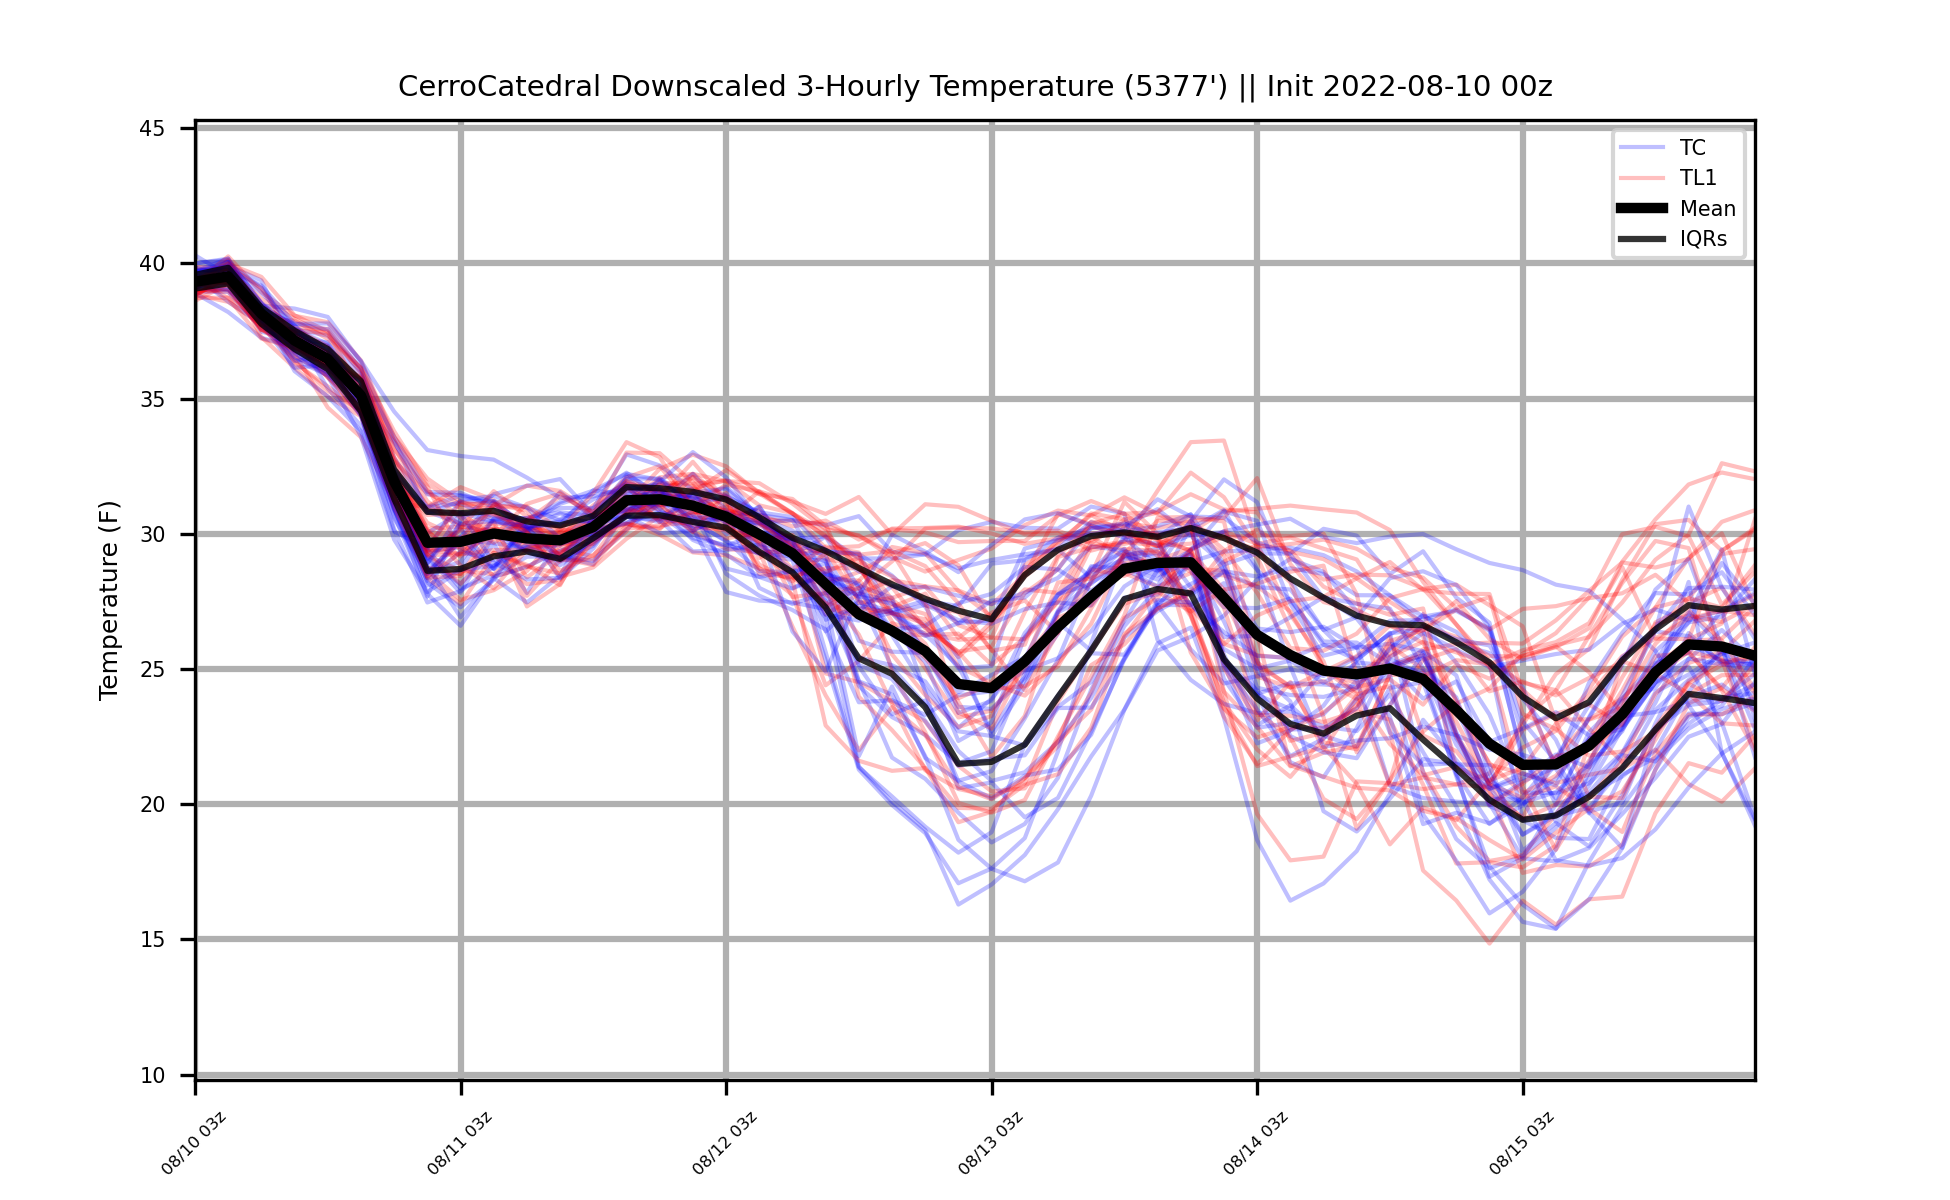 CerroCatedral Downscaled 3-Hourly Temperature (5377') || Init 2022-08-10 00z
45
40
35
30
25
20
15
10
Temperature (F)
TC
TL1
Mean
IQRs
08/10 03z
08/11 03z
08/12 03z
08/13 03z
08/14 03z
08/15 03z